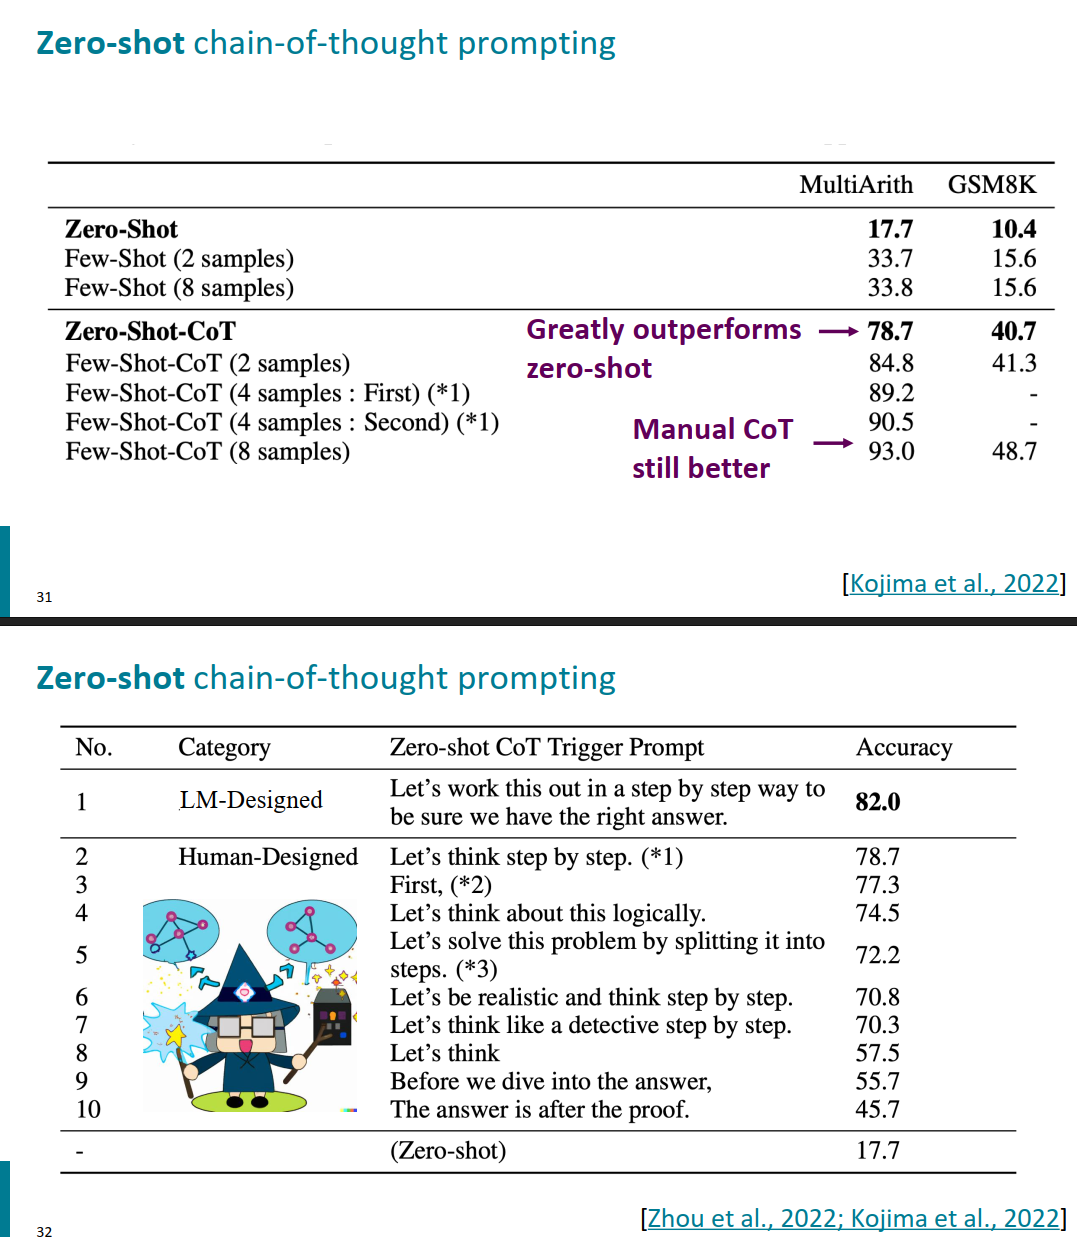 Zero-shot chain-of-thought prompting
MultiArith GSM8K
Zero-Shot 17.7 10.4
Few-Shot (2 samples) 33.7 15.6
Few-Shot (8 samples) 33.8 15.6
Zero-Shot-CoT Greatly outperforms 78.7 40.7
zero-shot
Few-Shot-CoT (2 samples) 84.8 41.3
Few-Shot-CoT (4 samples : First) (*1) 89.2 -
Few-Shot-CoT (4 samples : Second) (*1) 90.5 -
Manual CoT
still better
Few-Shot-CoT (8 samples) 93.0 48.7
[Kojima et al., 2022]
31
Zero-shot chain-of-thought prompting
No. Category Zero-shot CoT Trigger Prompt Accuracy
1 LM-Designed Let's work this out in a step by step way to
be sure we have the right answer. 82.0
2 Human-Designed Let's think step by step. (*1) 78.7
3 First, (*2) 77.3
4 Let's think about this logically. 74.5
5 Let's solve this problem by splitting it into
steps. (*3) 72.2
6 Let's be realistic and think step by step. 70.8
7 Let's think like a detective step by step. 70.3
8 Let's think 57.5
9 Before we dive into the answer, 55.7
10 The answer is after the proof. 45.7
- (Zero-shot) 17.7
[Zhou et al., 2022; Kojima et al., 2022]
32